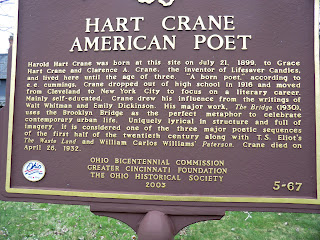 HART CRANE
AMERICAN POET
Harold Hart Crane was born at this site on July 21, 1899, to Grace
Hart Crane and Clarence A. Crane, the inventor of Lifesaver Candies,
and lived here until the age of three. "A born poet," according to
e.e. cummings, Crane dropped out of high school in 1916 and moved
from Cleveland to New York City to focus on a literary career.
Mainly self-educated, Crane drew his influence from the writings of
Walt Whitman and Emily Dickinson. His major work, The Bridge (1930),
uses the Brooklyn Bridge as the perfect metaphor to celebrate
contemporary urban life. Uniquely lyrical in structure and full of
imagery, it is considered one of the three major poetic sequences
of the first half of the twentieth century along with T.S. Eliot's
The Waste Land and William Carlos Williams' Paterson. Crane died on
April 28, 1932.
OHIO BICENTENNIAL COMMISSION
GREATER CINCINNATI FOUNDATION
THE OHIO HISTORICAL SOCIETY
2003
5-67